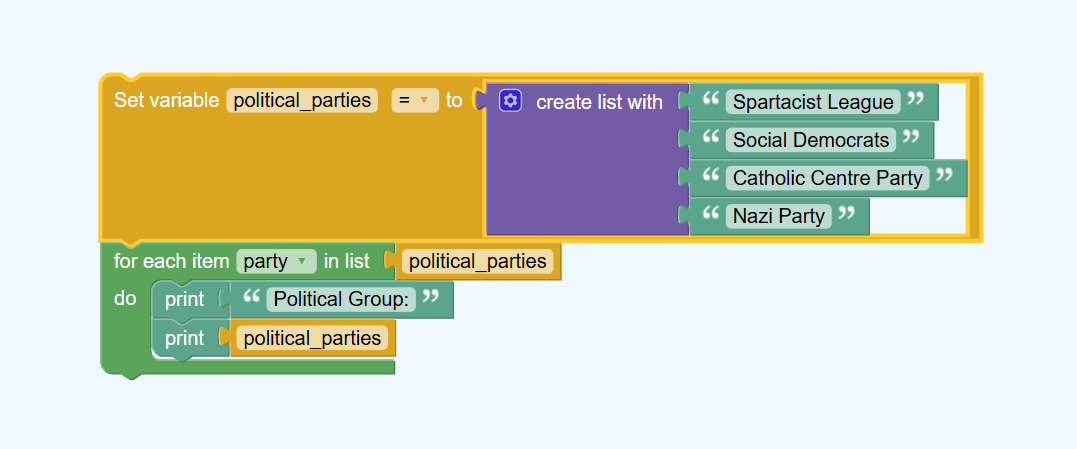 Set variable political_parties = to create list with “ Spartacist League ”
“ Social Democrats ”
“ Catholic Centre Party ”
“ Nazi Party ”
for each item party in list political_parties
do print “ Political Group: ”
print political_parties